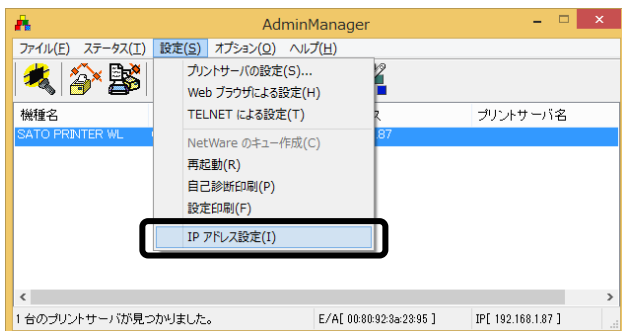 AdminManager
ファイル(F) ステータス(T) 設定(S) オプション(O) ヘルプ(H)
プリントサーバの設定(S)...
Web ブラウザによる設定(H)
TELNET による設定(T)
NetWare のキュー作成(C)
再起動(R)
自己診断印刷(P)
設定印刷(F)
IP アドレス設定(I)
機種名 ス プリントサーバ名
SATO PRINTER WL .87
1 台のプリントサーバが見つかりました。 E/A[ 00:80:92:3a:23:95 ] IP[ 192.168.1.87 ]